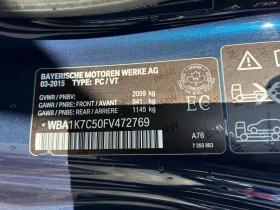 BAYERISCHE MOTOREN WERKE AG
03-2015 TYPE: PC / VT
GVWR / PNBV: 2059 kg
GAWR / PNBE: FRONT / AVANT 941 kg
GAWR / PNBE: REAR / ARRIERE 1145 kg
*WBA1K7C50FV472769
EC
A76
7 355 983